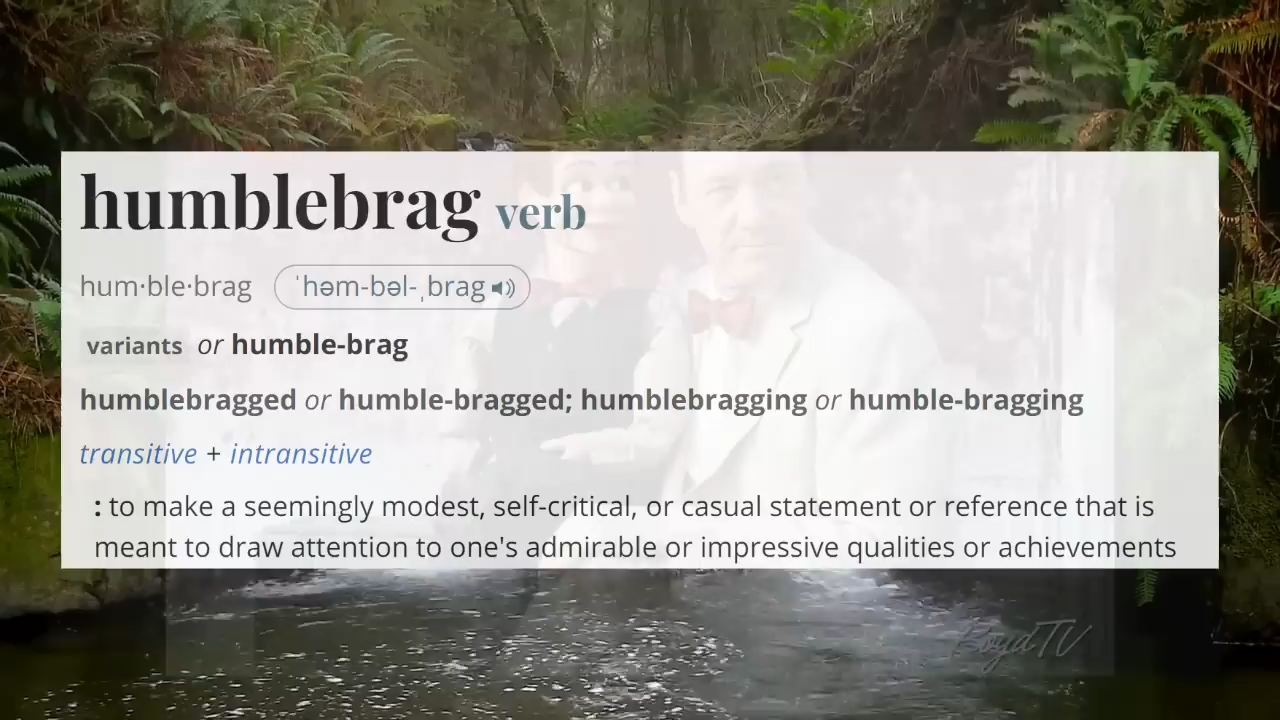 humblebrag verb
hum·ble·brag ˈhəm-bəl-ˌbrag
variants or humble-brag
humblebragged or humble-bragged; humblebragging or humble-bragging
transitive + intransitive
: to make a seemingly modest, self-critical, or casual statement or reference that is
meant to draw attention to one's admirable or impressive qualities or achievements